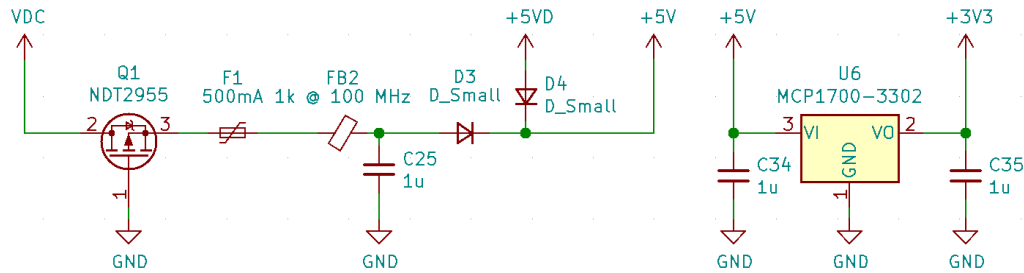 VDC
+5VD
+5V
+5V
+3V3
Q1
NDT2955
F1
500mA
FB2
1k @ 100 MHz
D3
D_Small
D4
D_Small
U6
MCP1700-3302
2
3
1
C25
1u
3
VI
VO
2
GND
1
C34
1u
C35
1u
GND
GND
GND
GND
GND